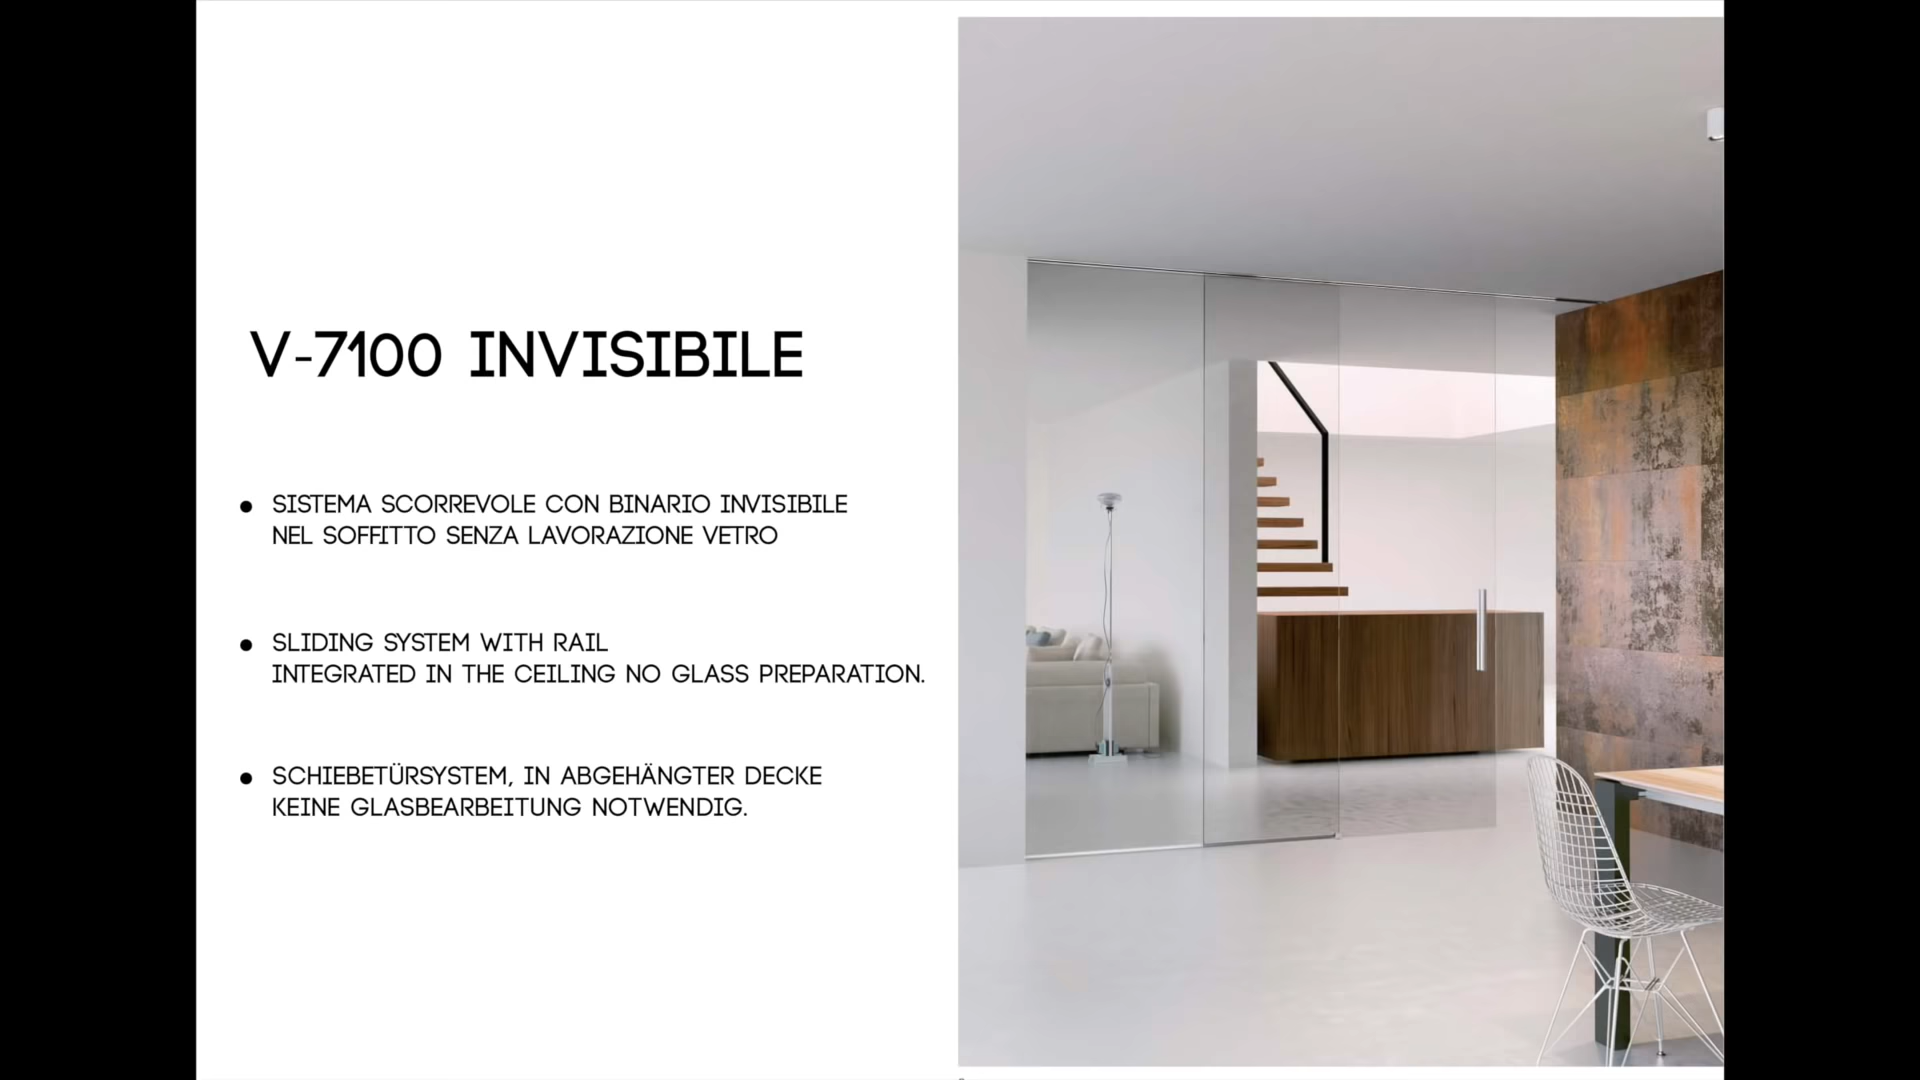 V-7100 INVISIBILE
● SISTEMA SCORREVOLE CON BINARIO INVISIBILE
NEL SOFFITTO SENZA LAVORAZIONE VETRO
● SLIDING SYSTEM WITH RAIL
INTEGRATED IN THE CEILING NO GLASS PREPARATION.
● SCHIEBETÜRSYSTEM, IN ABGEHÄNGTER DECKE
KEINE GLASBEARBEITUNG NOTWENDIG.